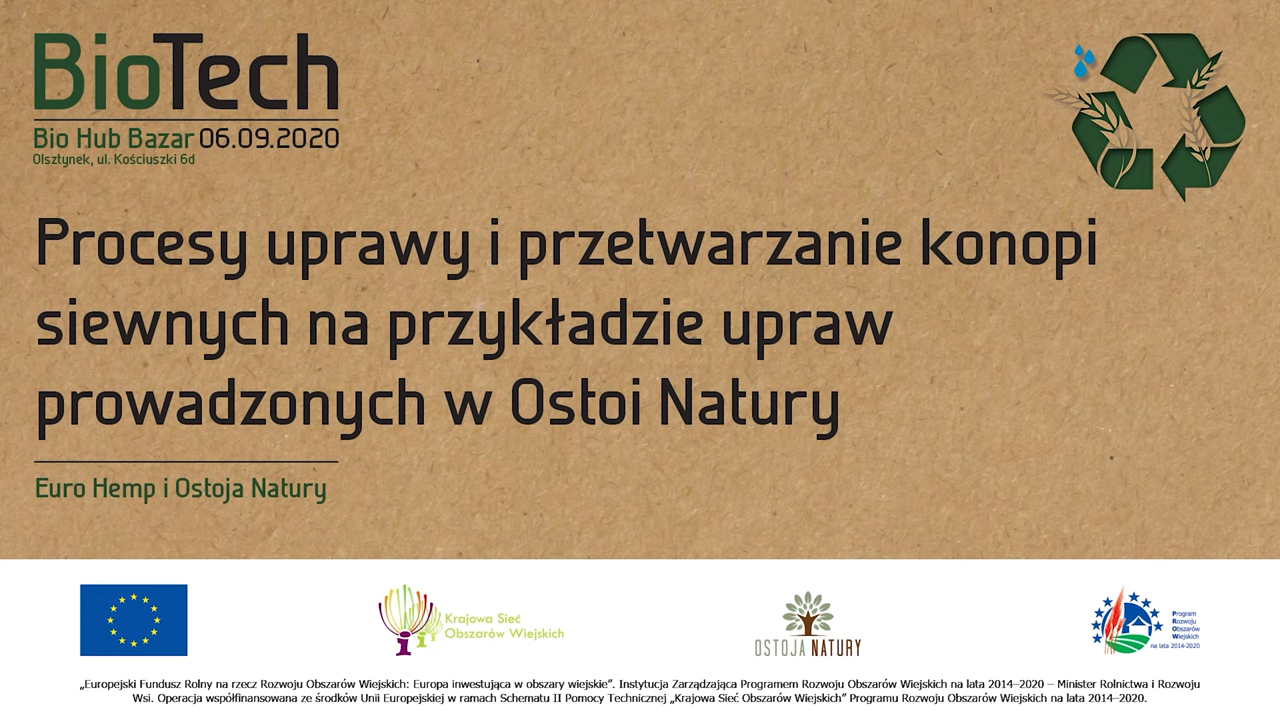 BioTech
Bio Hub Bazar 06.09.2020
Olsztynek, ul. Kościuszki 6d
Procesy uprawy i przetwarzanie konopi
siewnych na przykładzie upraw
prowadzonych w Ostoi Natury
Euro Hemp i Ostoja Natury
Krajowa Sieć
Obszarów Wiejskich
OSTOJA NATURY
Program
Rozwoju
Obszarów
Wiejskich
na lata 2014-2020
„Europejski Fundusz Rolny na rzecz Rozwoju Obszarów Wiejskich: Europa inwestująca w obszary wiejskie”. Instytucja Zarządzająca Programem Rozwoju Obszarów Wiejskich na lata 2014–2020 – Minister Rolnictwa i Rozwoju
Wsi. Operacja współfinansowana ze środków Unii Europejskiej w ramach Schematu II Pomocy Technicznej „Krajowa Sieć Obszarów Wiejskich” Programu Rozwoju Obszarów Wiejskich na lata 2014–2020.